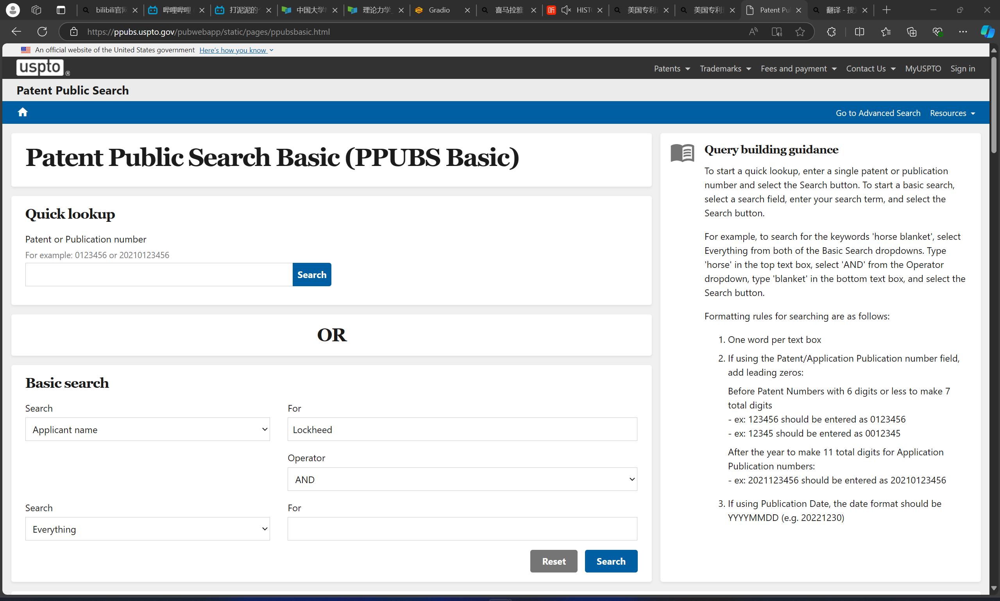 bilibili官网
哔哩哔哩
打泥泥的个
中国大学M
理论力学_
Gradio
喜马拉雅
听
HIST
美国专利
美国专利
Patent Pu
翻译 - 搜
https://ppubs.uspto.gov/pubwebapp/static/pages/ppubsbasic.html
An official website of the United States government Here's how you know
uspto ®
Patents Trademarks Fees and payment Contact Us MyUSPTO Sign in
Patent Public Search
Go to Advanced Search Resources
Patent Public Search Basic (PPUBS Basic)
Quick lookup
Patent or Publication number
For example: 0123456 or 20210123456
Search
OR
Basic search
Search
For
Applicant name
Lockheed
Operator
AND
Search
For
Everything
Reset
Search
Query building guidance
To start a quick lookup, enter a single patent or publication
number and select the Search button. To start a basic search,
select a search field, enter your search term, and select the
Search button.
For example, to search for the keywords 'horse blanket', select
Everything from both of the Basic Search dropdowns. Type
'horse' in the top text box, select 'AND' from the Operator
dropdown, type 'blanket' in the bottom text box, and select the
Search button.
Formatting rules for searching are as follows:
1. One word per text box
2. If using the Patent/Application Publication number field,
add leading zeros:
Before Patent Numbers with 6 digits or less to make 7
total digits
- ex: 123456 should be entered as 0123456
- ex: 12345 should be entered as 0012345
After the year to make 11 total digits for Application
Publication numbers:
- ex: 2021123456 should be entered as 20210123456
3. If using Publication Date, the date format should be
YYYYMMDD (e.g. 20221230)